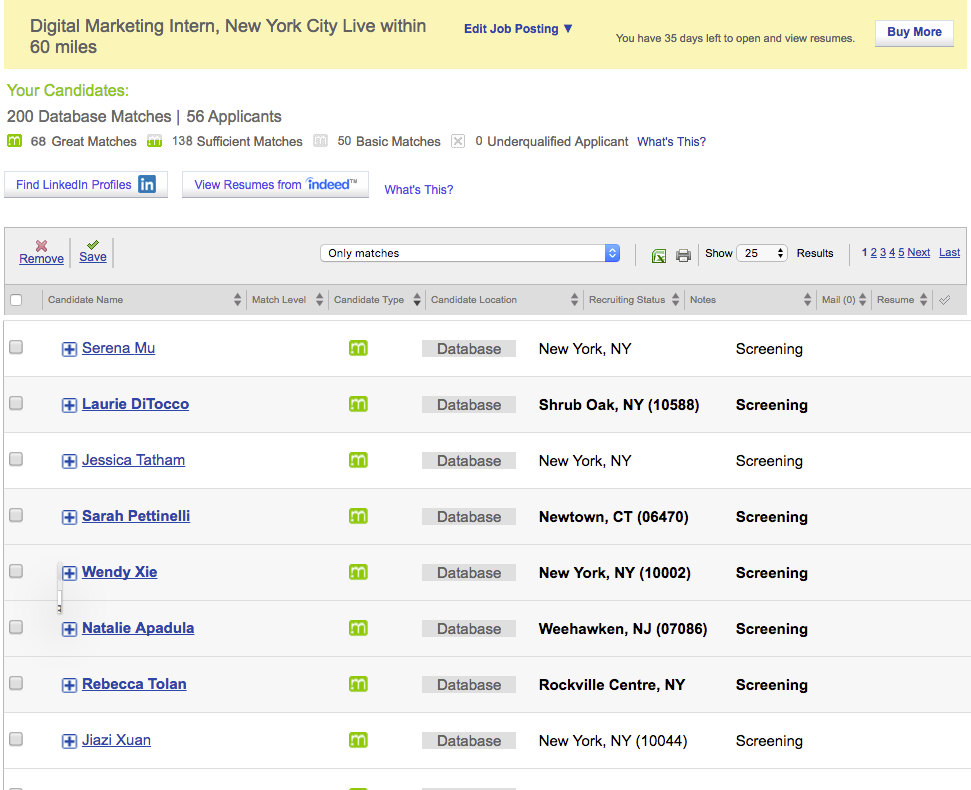 Digital Marketing Intern, New York City Live within
60 miles
Edit Job Posting ▼
You have 35 days left to open and view resumes.
Buy More
Your Candidates:
200 Database Matches | 56 Applicants
68 Great Matches 138 Sufficient Matches 50 Basic Matches 0 Underqualified Applicant What's This?
Find LinkedIn Profiles in View Resumes from indeed™ What's This?
Remove Save Only matches Show 25 Results 1 2 3 4 5 Next Last
Candidate Name Match Level Candidate Type Candidate Location Recruiting Status Notes Mail (0) Resume
Serena Mu m Database New York, NY Screening
Laurie DiTocco m Database Shrub Oak, NY (10588) Screening
Jessica Tatham m Database New York, NY Screening
Sarah Pettinelli m Database Newtown, CT (06470) Screening
Wendy Xie m Database New York, NY (10002) Screening
Natalie Apadula m Database Weehawken, NJ (07086) Screening
Rebecca Tolan m Database Rockville Centre, NY Screening
Jiazi Xuan m Database New York, NY (10044) Screening